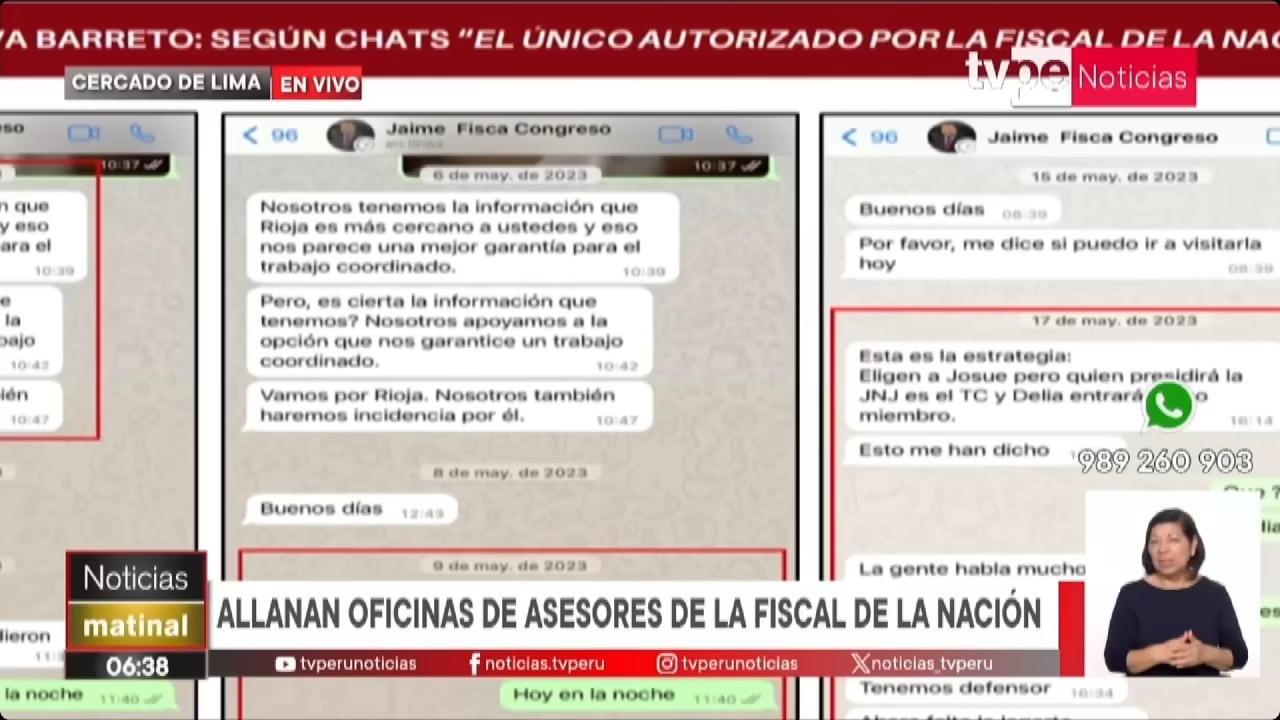 VA BARRETO: SEGÚN CHATS "EL ÚNICO AUTORIZADO POR LA FISCAL DE LA NAC
CERCADO DE LIMA EN VIVO
tvpe Noticias
so
10:37
n que
y eso
ara el
10:39
e
la
bajo
10:42
ién
10:47
dieron
la noche 11:40
96 Jaime Fisca Congreso
en línea
10:37
6 de may. de 2023
Nosotros tenemos la información que
Rioja es más cercano a ustedes y eso
nos parece una mejor garantía para el
trabajo coordinado. 10:39
Pero, es cierta la información que
tenemos? Nosotros apoyamos a la
opción que nos garantice un trabajo
coordinado. 10:42
Vamos por Rioja. Nosotros también
haremos incidencia por él. 10:47
8 de may. de 2023
Buenos días 12:43
9 de may. de 2023
Hoy en la noche 11:40
96 Jaime Fisca Congreso
15 de may. de 2023
Buenos días 08:39
Por favor, me dice si puedo ir a visitarla
hoy 08:39
17 de may. de 2023
Esta es la estrategia:
Eligen a Josue pero quien presidirá la
JNJ es el TC y Delia entrará o
miembro. 16:14
Esto me han dicho
La gente habla mucho
Tenemos defensor 16:34
989 260 903
Noticias
matinal
06:38
ALLANAN OFICINAS DE ASESORES DE LA FISCAL DE LA NACIÓN
tvperunoticias noticias.tvperu tvperunoticias noticias_tvperu